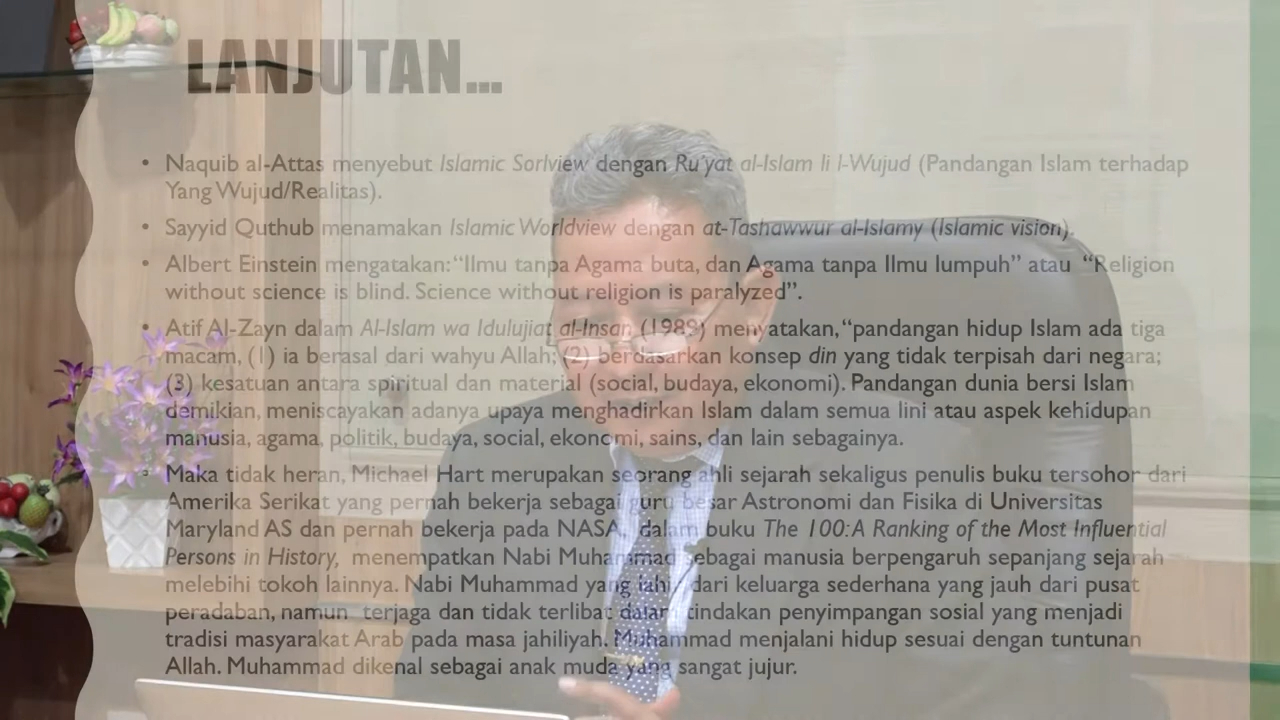 LANJUTAN...
• Naquib al-Attas menyebut Islamic Sorlview dengan Ru'yat al-Islam li l-Wujud (Pandangan Islam terhadap
Yang Wujud/Realitas).
• Sayyid Quthub menamakan Islamic Worldview dengan at-Tashawwur al-Islamy (Islamic vision).
• Albert Einstein mengatakan: “Ilmu tanpa Agama buta, dan Agama tanpa Ilmu lumpuh” atau “Religion
without science is blind. Science without religion is paralyzed”.
• Atif Al-Zayn dalam Al-Islam wa Idulujiat al-Insan (1989) menyatakan, “pandangan hidup Islam ada tiga
macam, (1) ia berasal dari wahyu Allah; (2) berdasarkan konsep din yang tidak terpisah dari negara;
(3) kesatuan antara spiritual dan material (social, budaya, ekonomi). Pandangan dunia bersi Islam
demikian, meniscayakan adanya upaya menghadirkan Islam dalam semua lini atau aspek kehidupan
manusia, agama, politik, budaya, social, ekonomi, sains, dan lain sebagainya.
• Maka tidak heran, Michael Hart merupakan seorang ahli sejarah sekaligus penulis buku tersohor dari
Amerika Serikat yang pernah bekerja sebagai guru besar Astronomi dan Fisika di Universitas
Maryland AS dan pernah bekerja pada NASA, dalam buku The 100: A Ranking of the Most Influential
Persons in History, menempatkan Nabi Muhammad sebagai manusia berpengaruh sepanjang sejarah
melebihi tokoh lainnya. Nabi Muhammad yang lahir dari keluarga sederhana yang jauh dari pusat
peradaban, namun terjaga dan tidak terlibat dalam tindakan penyimpangan sosial yang menjadi
tradisi masyarakat Arab pada masa jahiliyah. Muhammad menjalani hidup sesuai dengan tuntunan
Allah. Muhammad dikenal sebagai anak muda yang sangat jujur.